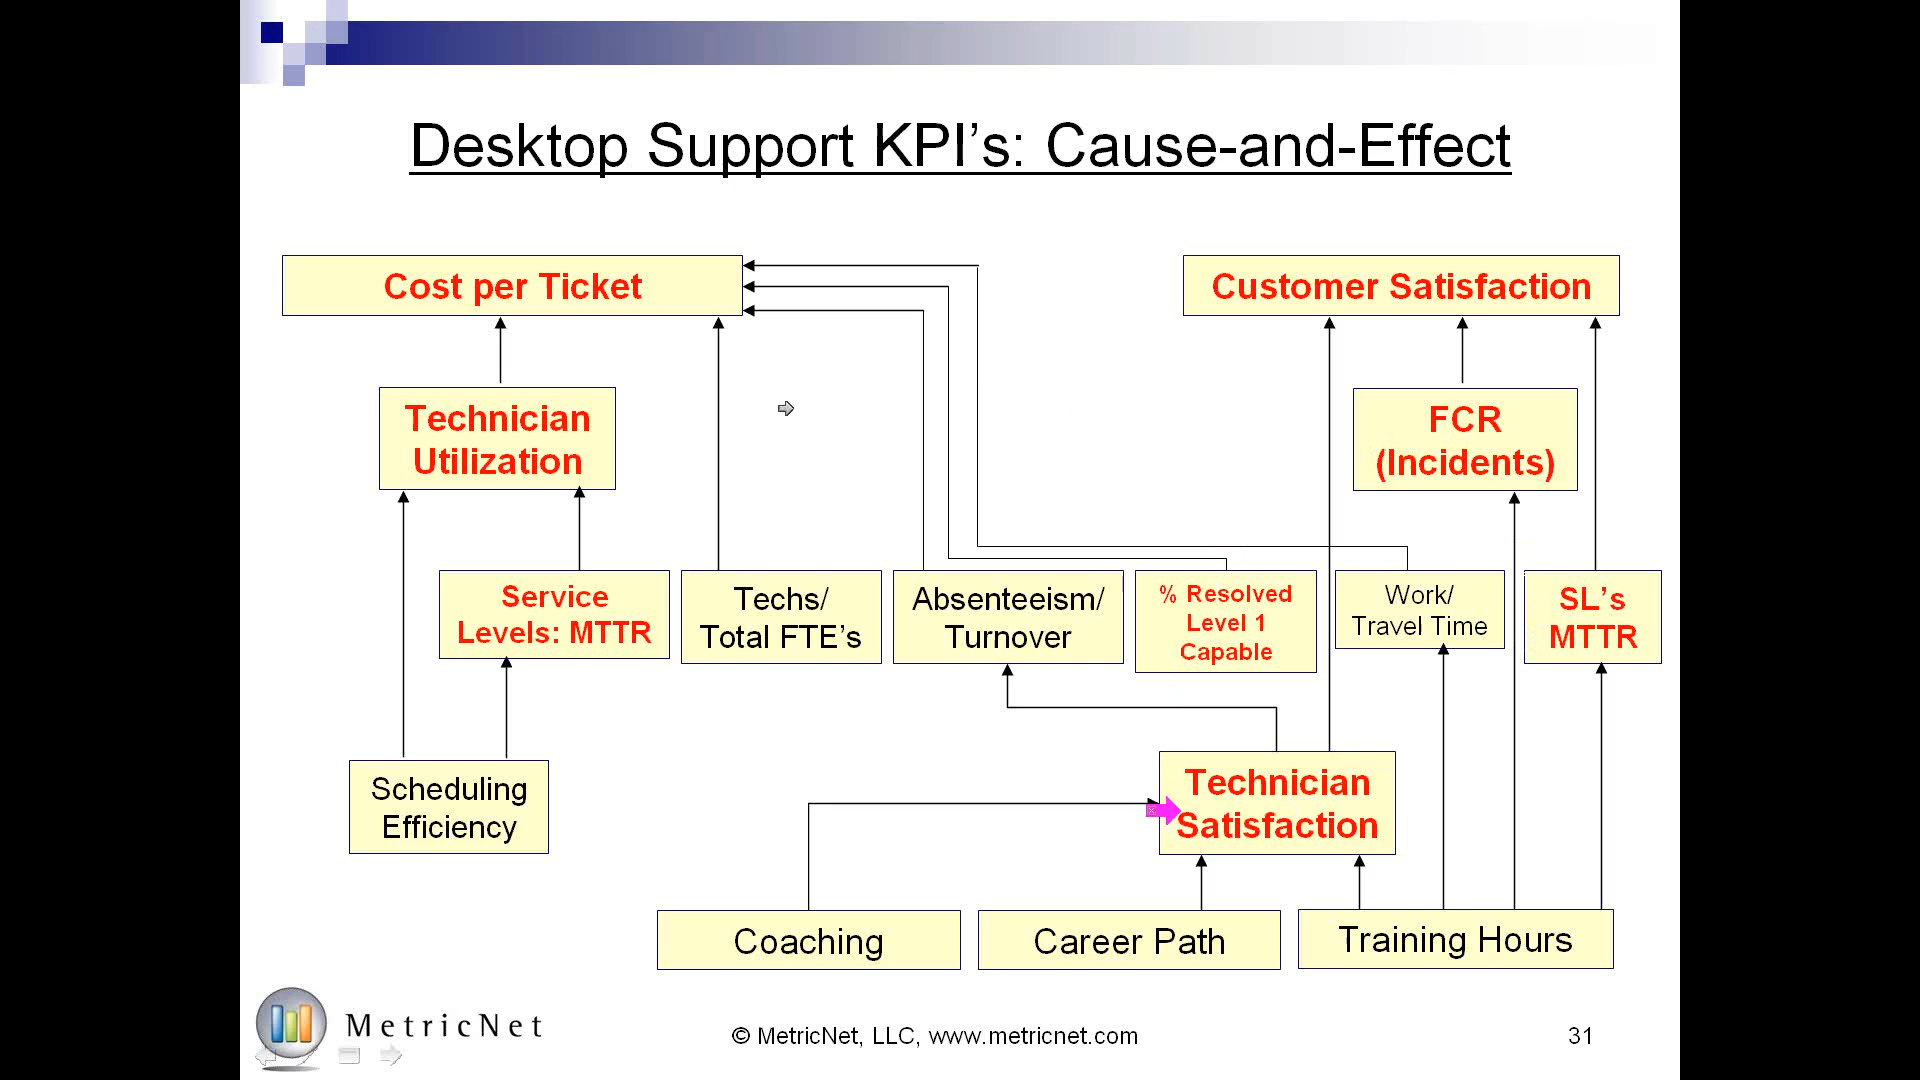 Desktop Support KPI’s: Cause-and-Effect
Cost per Ticket
Customer Satisfaction
Technician
Utilization
FCR
(Incidents)
Service
Levels: MTTR
Techs/
Total FTE’s
Absenteeism/
Turnover
% Resolved
Level 1
Capable
Work/
Travel Time
SL’s
MTTR
Scheduling
Efficiency
Technician
Satisfaction
Coaching
Career Path
Training Hours
MetricNet
© MetricNet, LLC, www.metricnet.com
31